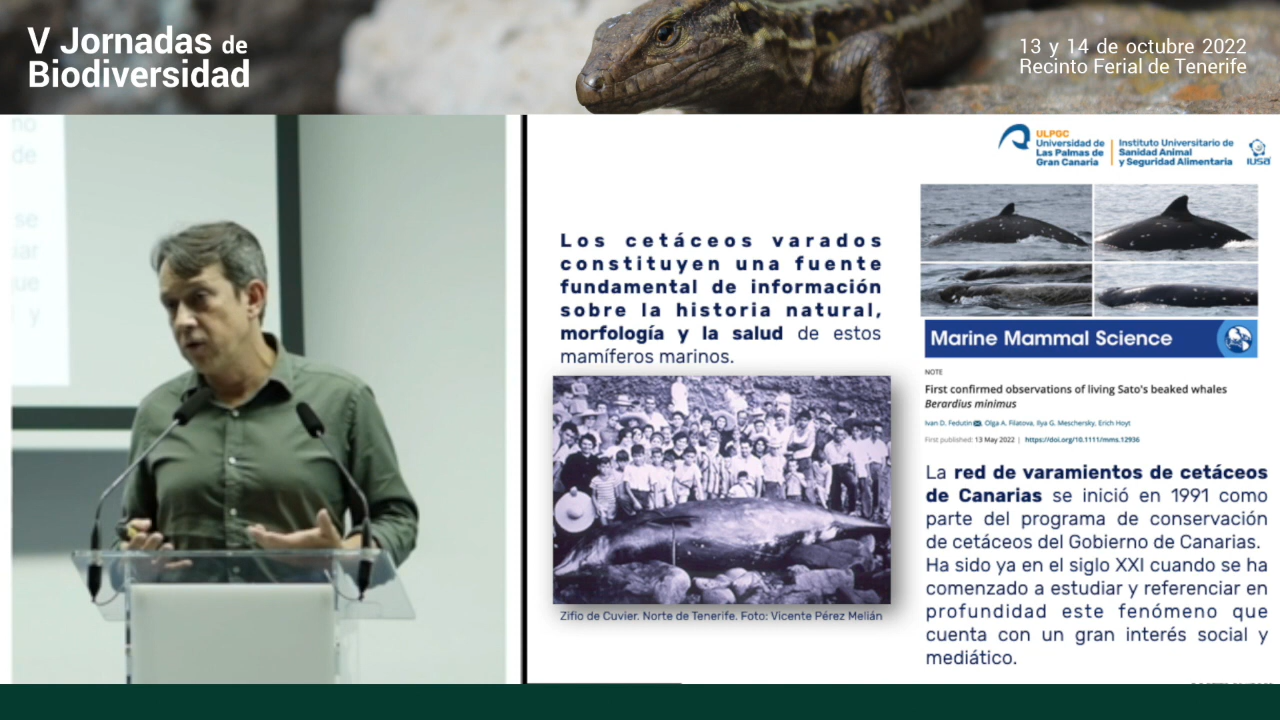 V Jornadas de
Biodiversidad
13 y 14 de octubre 2022
Recinto Ferial de Tenerife
de
se
ULPGC
Universidad de
Las Palmas de
Gran Canaria
Instituto Universitario de
Sanidad Animal
y Seguridad Alimentaria
IUSA
Los cetáceos varados
constituyen una fuente
fundamental de información
sobre la historia natural,
morfología y la salud de estos
mamíferos marinos.
Zifio de Cuvier. Norte de Tenerife. Foto: Vicente Pérez Melián
Marine Mammal Science
NOTE
First confirmed observations of living Sato's beaked whales
Berardius minimus
Ivan D. Fedutin, Olga A. Filatova, Ilya G. Meschersky, Erich Hoyt
First published: 13 May 2022 | https://doi.org/10.1111/mms.12936
La red de varamientos de cetáceos
de Canarias se inició en 1991 como
parte del programa de conservación
de cetáceos del Gobierno de Canarias.
Ha sido ya en el siglo XXI cuando se ha
comenzado a estudiar y referenciar en
profundidad este fenómeno que
cuenta con un gran interés social y
mediático.